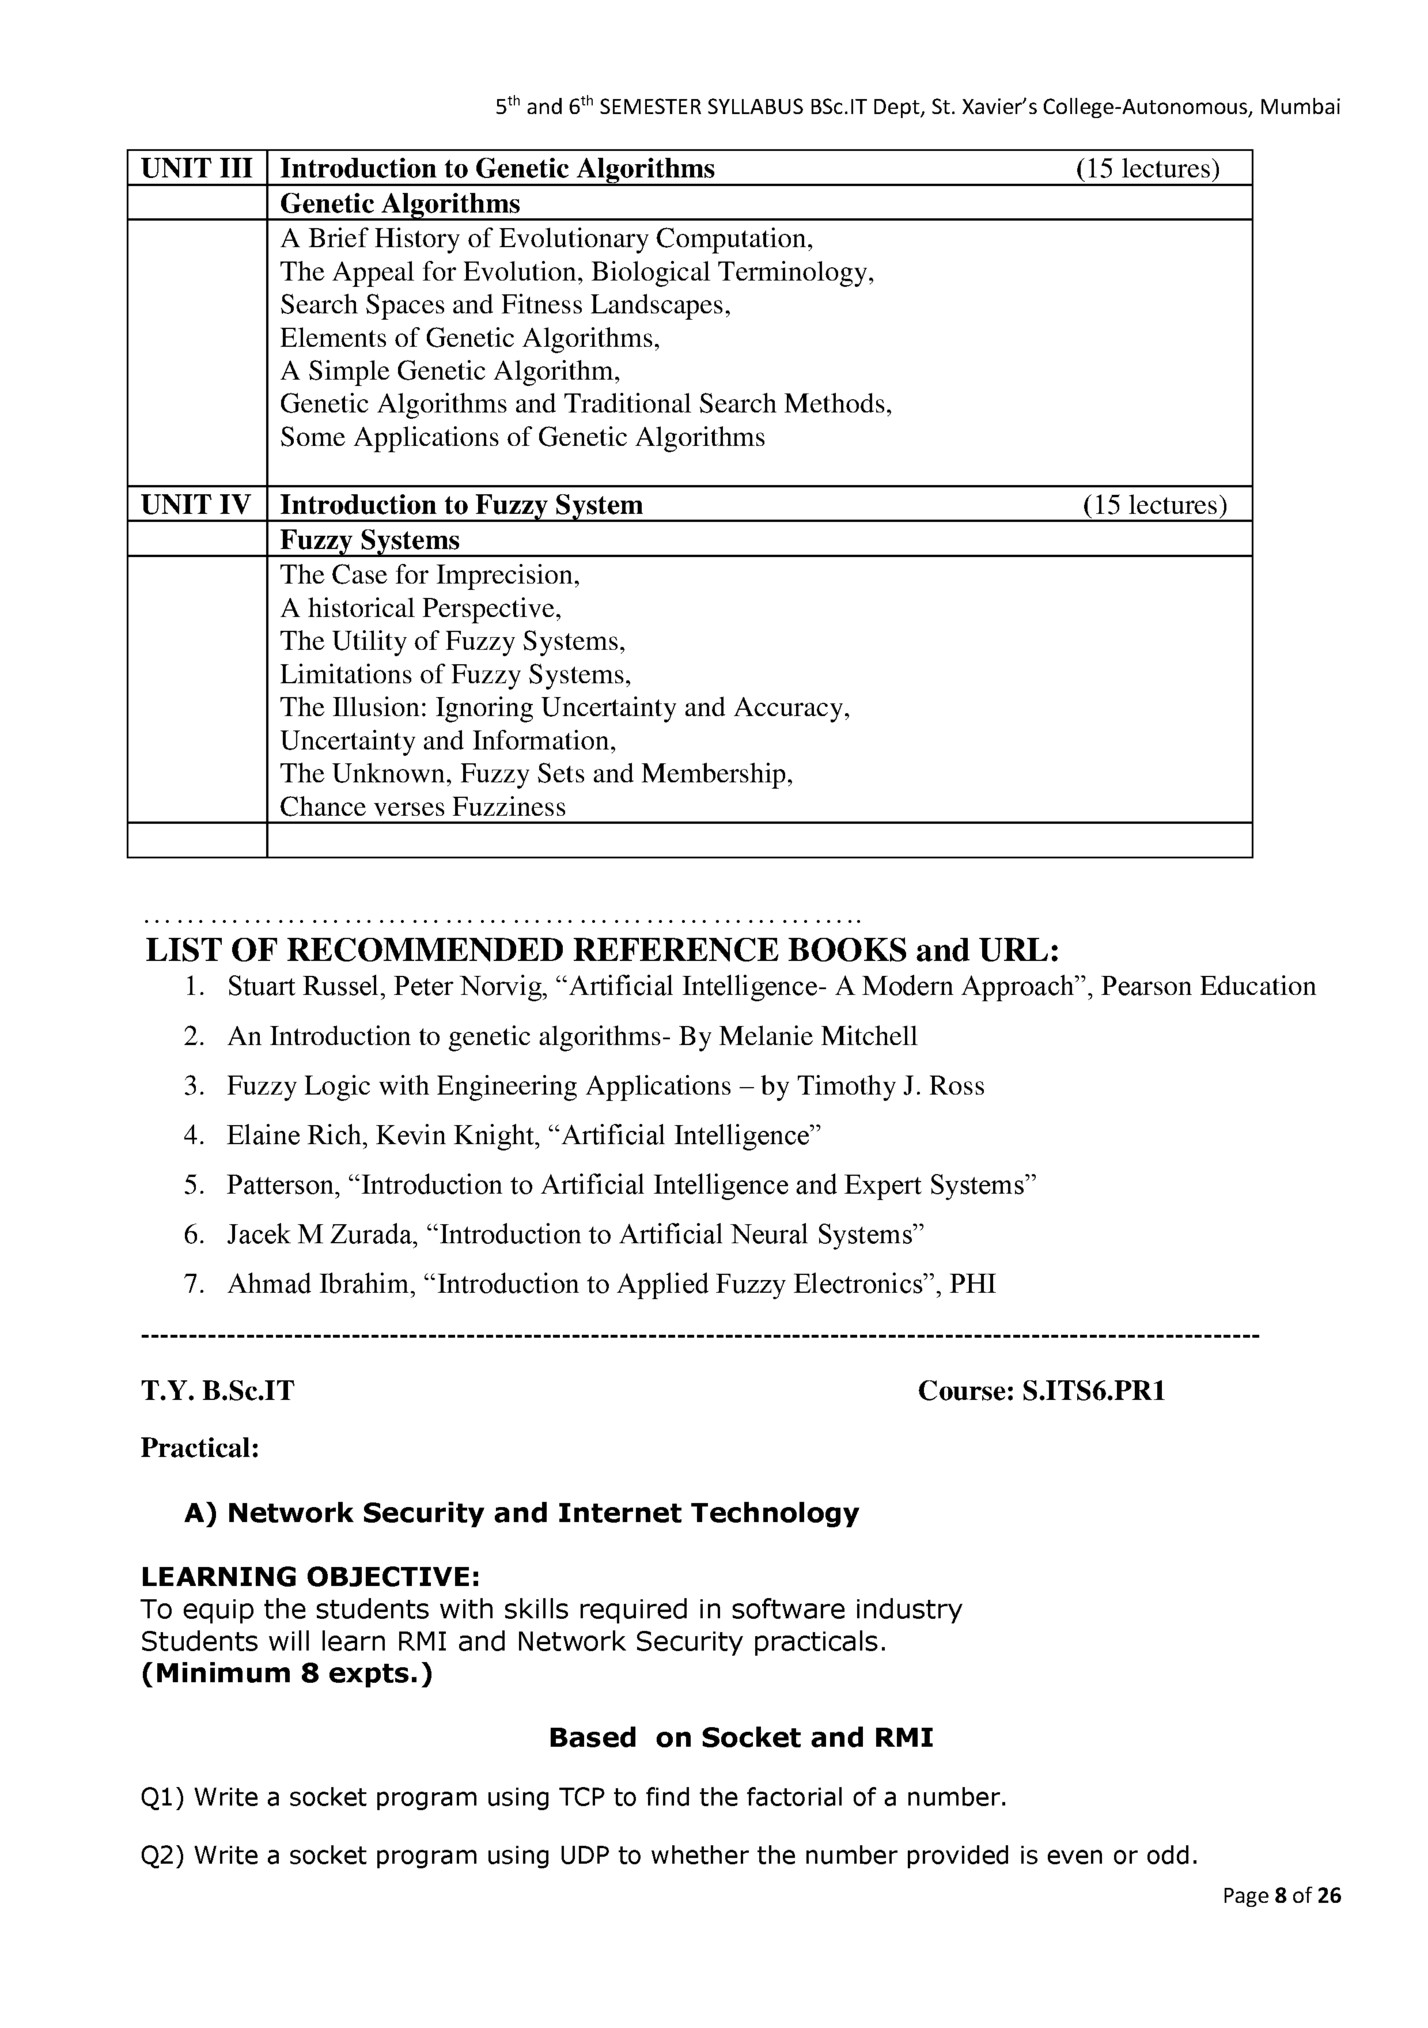 5th and 6th SEMESTER SYLLABUS BSc.IT Dept, St. Xavier's College-Autonomous, Mumbai
UNIT III Introduction to Genetic Algorithms (15 lectures)
Genetic Algorithms
A Brief History of Evolutionary Computation,
The Appeal for Evolution, Biological Terminology,
Search Spaces and Fitness Landscapes,
Elements of Genetic Algorithms,
A Simple Genetic Algorithm,
Genetic Algorithms and Traditional Search Methods,
Some Applications of Genetic Algorithms
UNIT IV Introduction to Fuzzy System (15 lectures)
Fuzzy Systems
The Case for Imprecision,
A historical Perspective,
The Utility of Fuzzy Systems,
Limitations of Fuzzy Systems,
The Illusion: Ignoring Uncertainty and Accuracy,
Uncertainty and Information,
The Unknown, Fuzzy Sets and Membership,
Chance verses Fuzziness
…………………………………………………………..
LIST OF RECOMMENDED REFERENCE BOOKS and URL:
1. Stuart Russel, Peter Norvig, “Artificial Intelligence- A Modern Approach”, Pearson Education
2. An Introduction to genetic algorithms- By Melanie Mitchell
3. Fuzzy Logic with Engineering Applications – by Timothy J. Ross
4. Elaine Rich, Kevin Knight, “Artificial Intelligence”
5. Patterson, “Introduction to Artificial Intelligence and Expert Systems”
6. Jacek M Zurada, “Introduction to Artificial Neural Systems”
7. Ahmad Ibrahim, “Introduction to Applied Fuzzy Electronics”, PHI
---------------------------------------------------------------------------------------------------------------------
T.Y. B.Sc.IT Course: S.ITS6.PR1
Practical:
A) Network Security and Internet Technology
LEARNING OBJECTIVE:
To equip the students with skills required in software industry
Students will learn RMI and Network Security practicals.
(Minimum 8 expts.)
Based on Socket and RMI
Q1) Write a socket program using TCP to find the factorial of a number.
Q2) Write a socket program using UDP to whether the number provided is even or odd.
Page 8 of 26